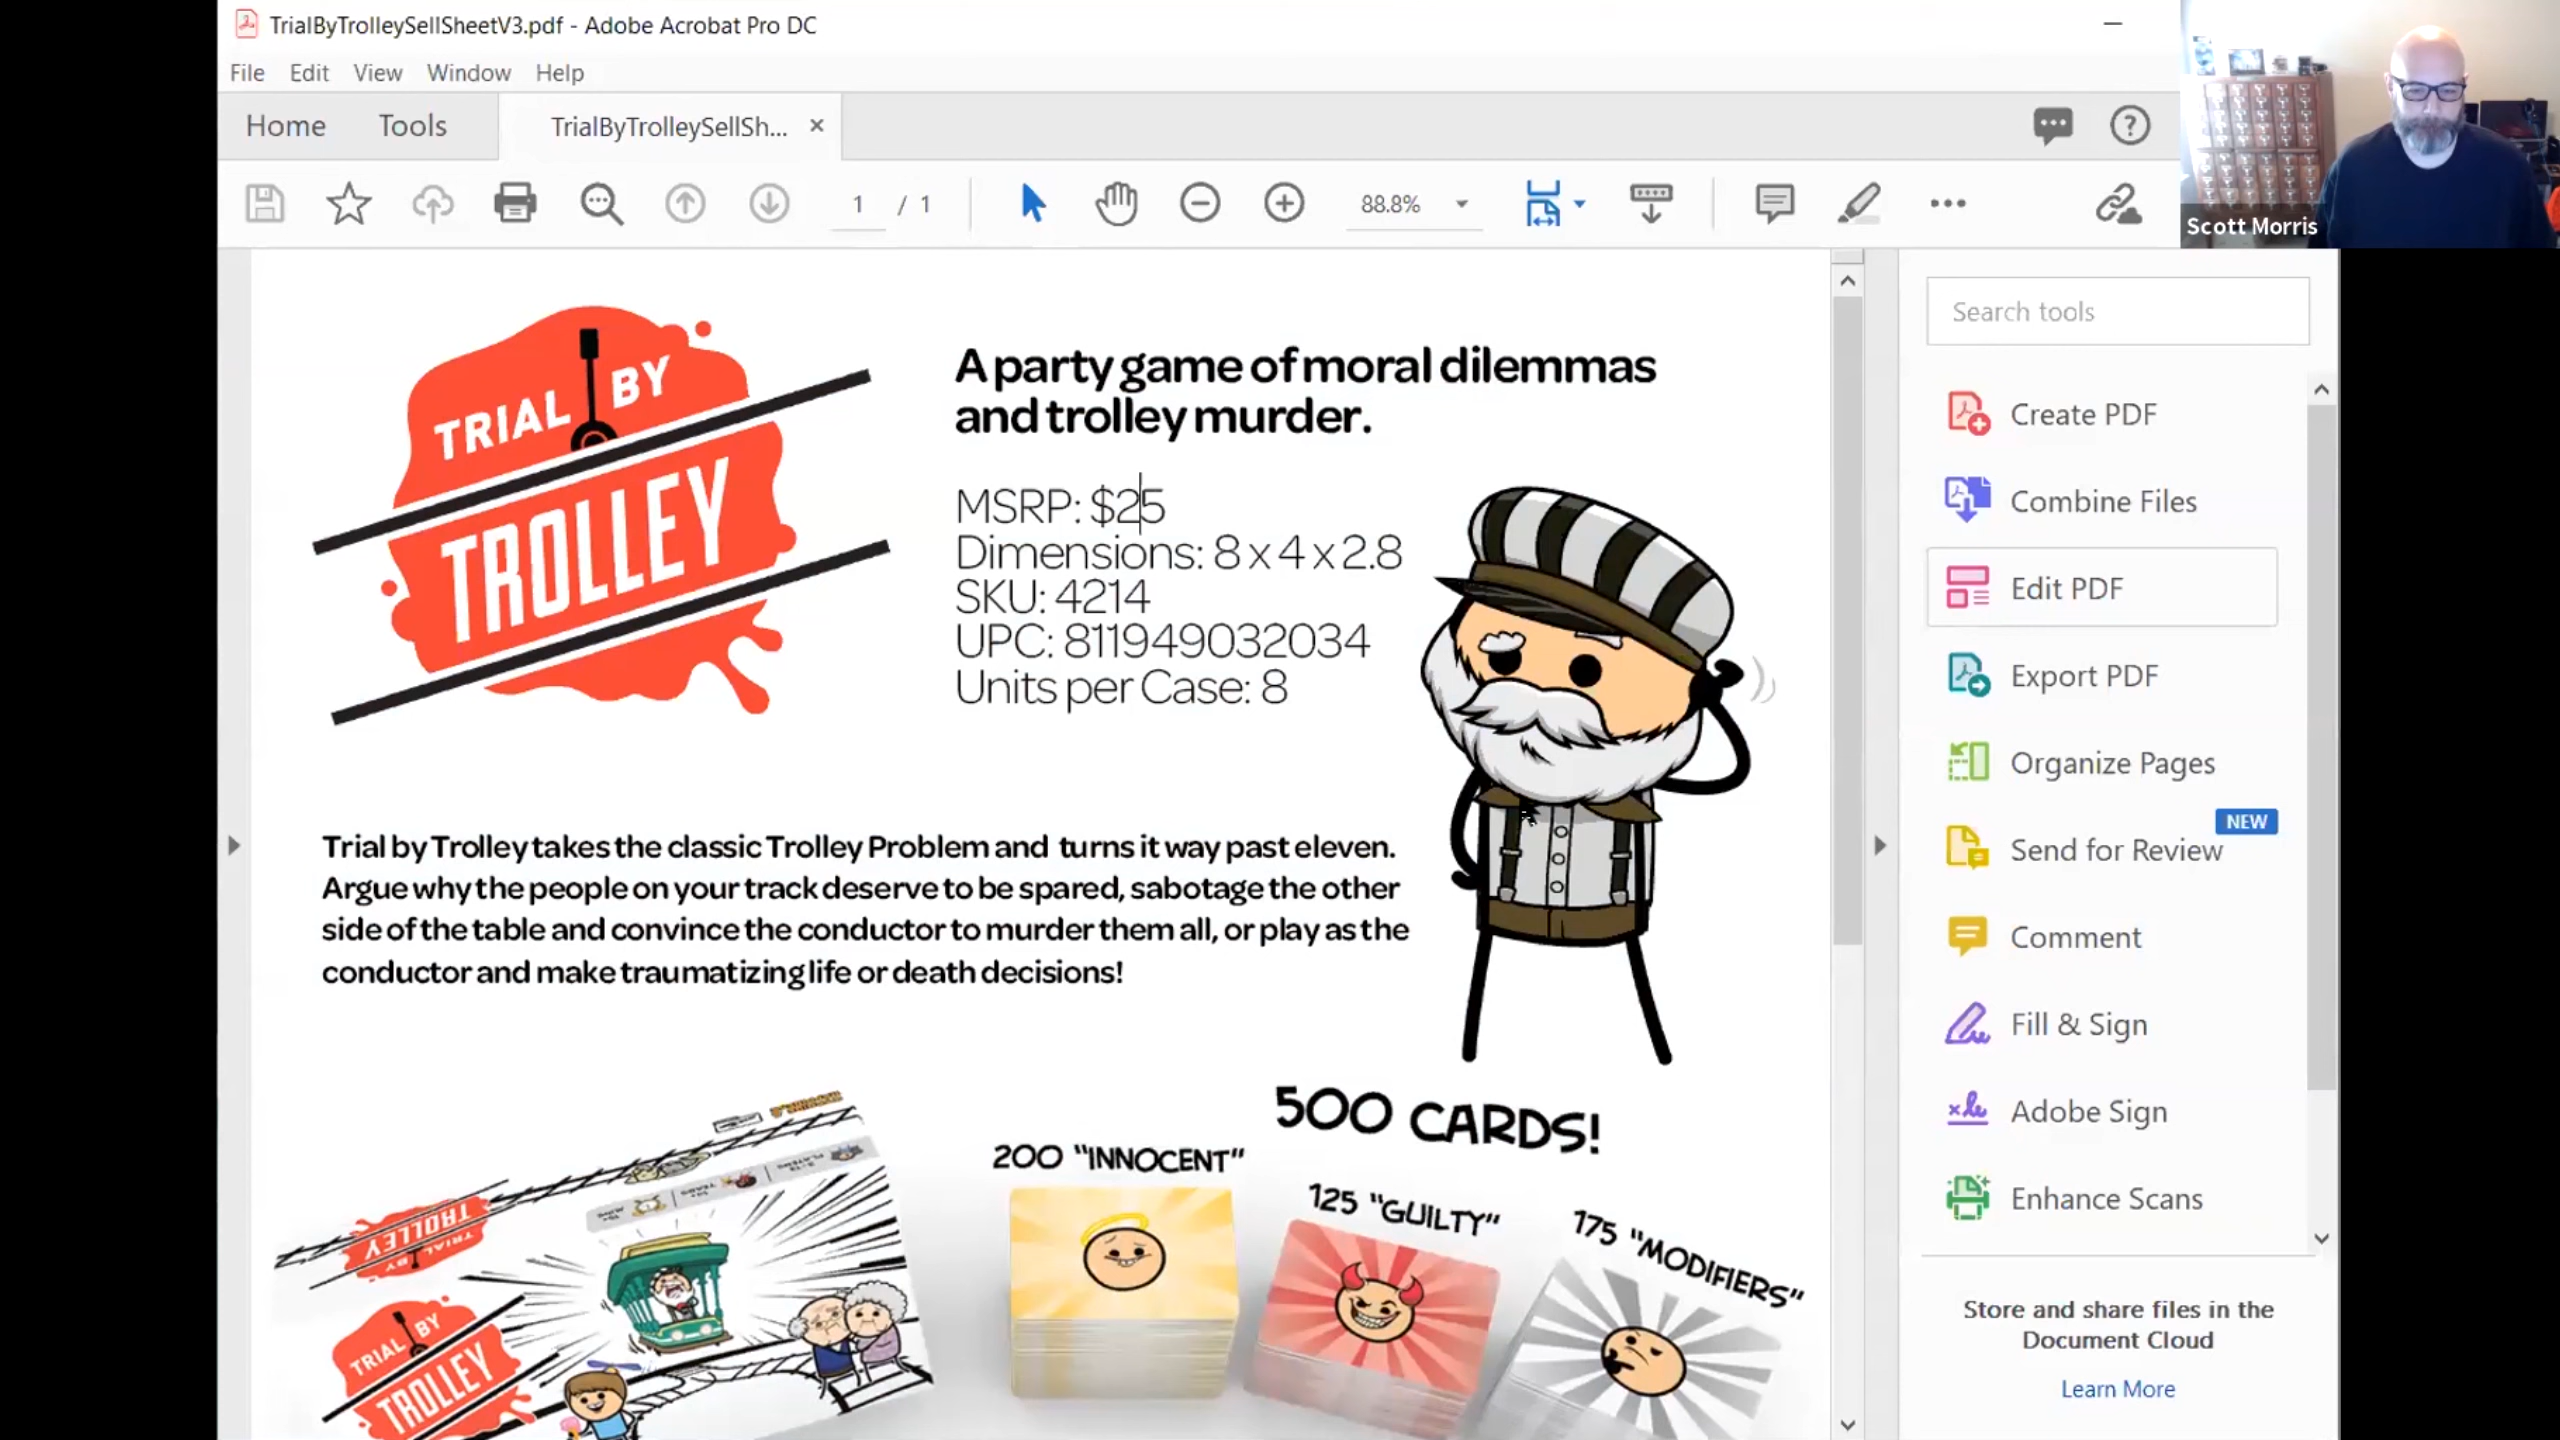 TrialByTrolleySellSheetV3.pdf - Adobe Acrobat Pro DC
File Edit View Window Help
Home Tools TrialByTrolleySellSh... ×
1 / 1 88.8%
Scott Morris
TRIAL BY
TROLLEY
A party game of moral dilemmas
and trolley murder.
MSRP: $25
Dimensions: 8 x 4 x 2.8
SKU: 4214
UPC: 811949032034
Units per Case: 8
Trial by Trolley takes the classic Trolley Problem and turns it way past eleven.
Argue why the people on your track deserve to be spared, sabotage the other
side of the table and convince the conductor to murder them all, or play as the
conductor and make traumatizing life or death decisions!
500 CARDS!
200 "INNOCENT"
125 "GUILTY"
175 "MODIFIERS"
TRIAL BY
TROLLEY
TRIAL BY
TROLLEY
Search tools
Create PDF
Combine Files
Edit PDF
Export PDF
Organize Pages
NEW
Send for Review
Comment
Fill & Sign
Adobe Sign
Enhance Scans
Store and share files in the
Document Cloud
Learn More